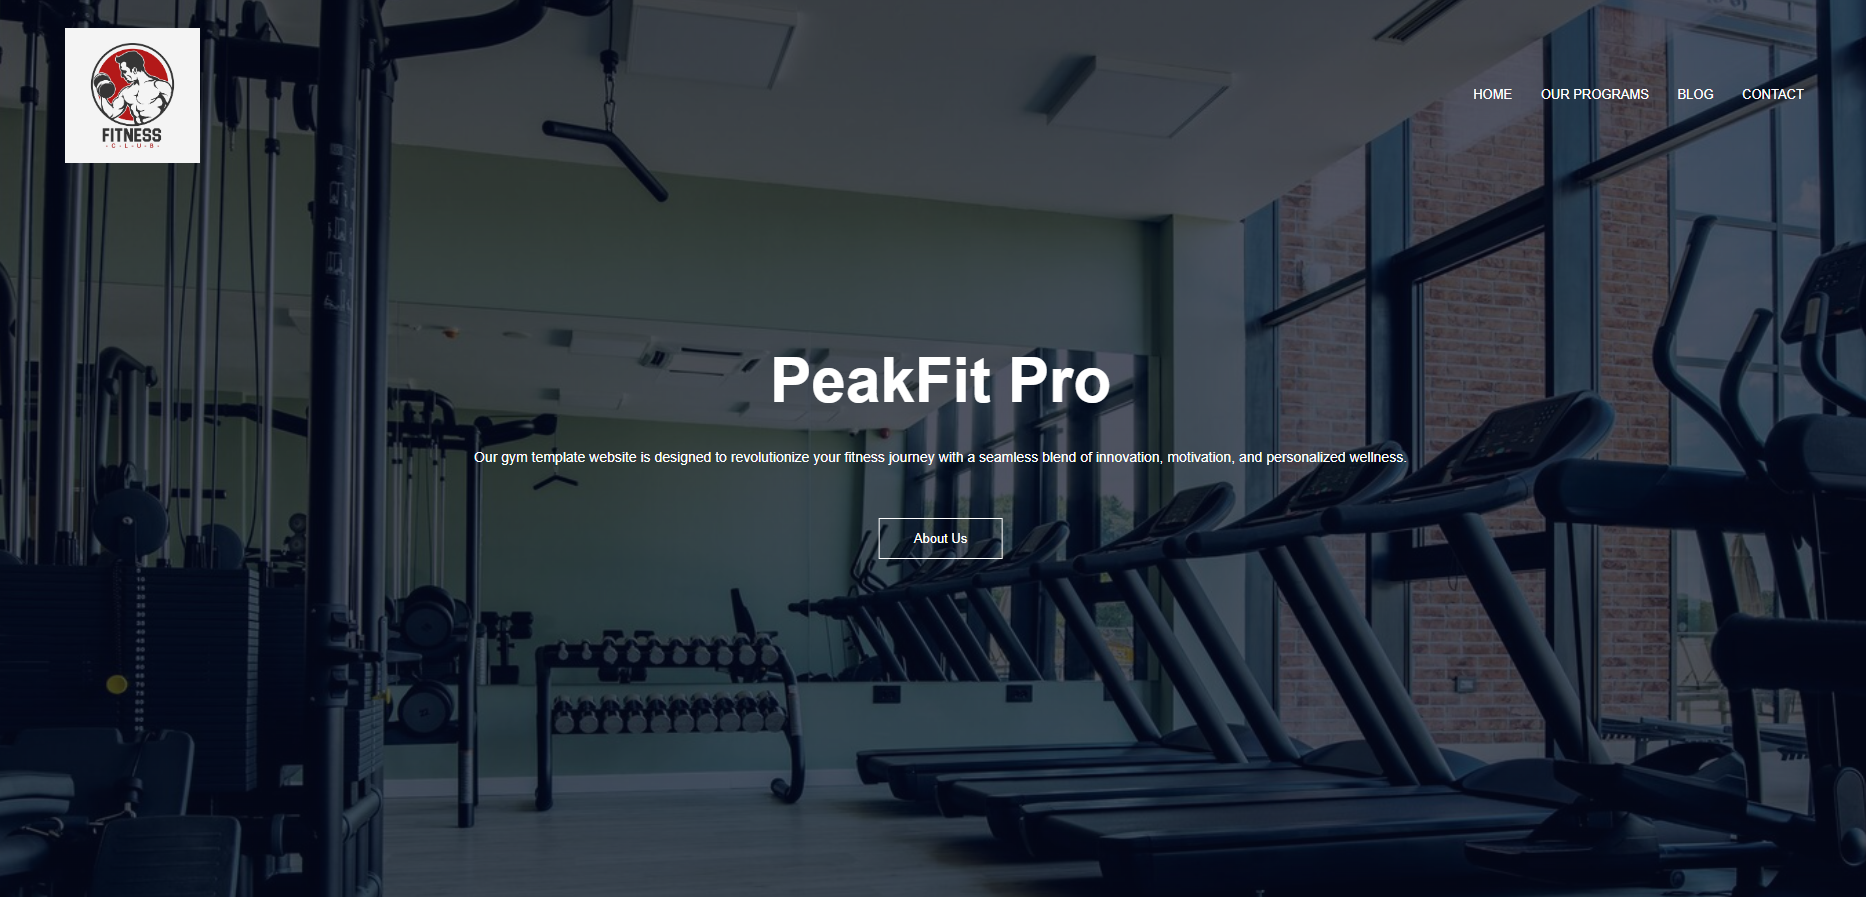 FITNESS
·C·L·U·B·
HOME
OUR PROGRAMS
BLOG
CONTACT
PeakFit Pro
Our gym template website is designed to revolutionize your fitness journey with a seamless blend of innovation, motivation, and personalized wellness.
About Us